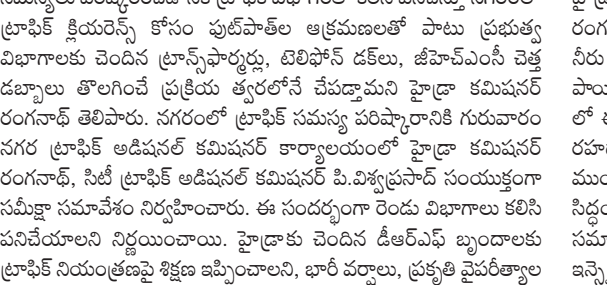 ట్రాఫిక్ క్లియరెన్స్ కోసం ఫుట్‌పాత్‌ల ఆక్రమణలతో పాటు ప్రభుత్వ
విభాగాలకు చెందిన ట్రాన్స్‌ఫార్మర్లు, టెలిఫోన్ డక్‌లు, జీహెచ్ఎంసీ చెత్త
డబ్బాలు తొలగించే ప్రక్రియ త్వరలోనే చేపడ్తామని హైడ్రా కమిషనర్
రంగనాథ్ తెలిపారు. నగరంలో ట్రాఫిక్ సమస్య పరిష్కారానికి గురువారం
నగర ట్రాఫిక్ అడిషనల్ కమిషనర్ కార్యాలయంలో హైడ్రా కమిషనర్
రంగనాథ్, సిటీ ట్రాఫిక్ అడిషనల్ కమిషనర్ పి.విశ్వప్రసాద్ సంయుక్తంగా
సమీక్షా సమావేశం నిర్వహించారు. ఈ సందర్భంగా రెండు విభాగాలు కలిసి
పనిచేయాలని నిర్ణయించాయి. హైడ్రాకు చెందిన డీఆర్ఎఫ్ బృందాలకు
ట్రాఫిక్ నియంత్రణపై శిక్షణ ఇప్పించాలని, భారీ వర్షాలు, ప్రకృతి వైపరీత్యాల